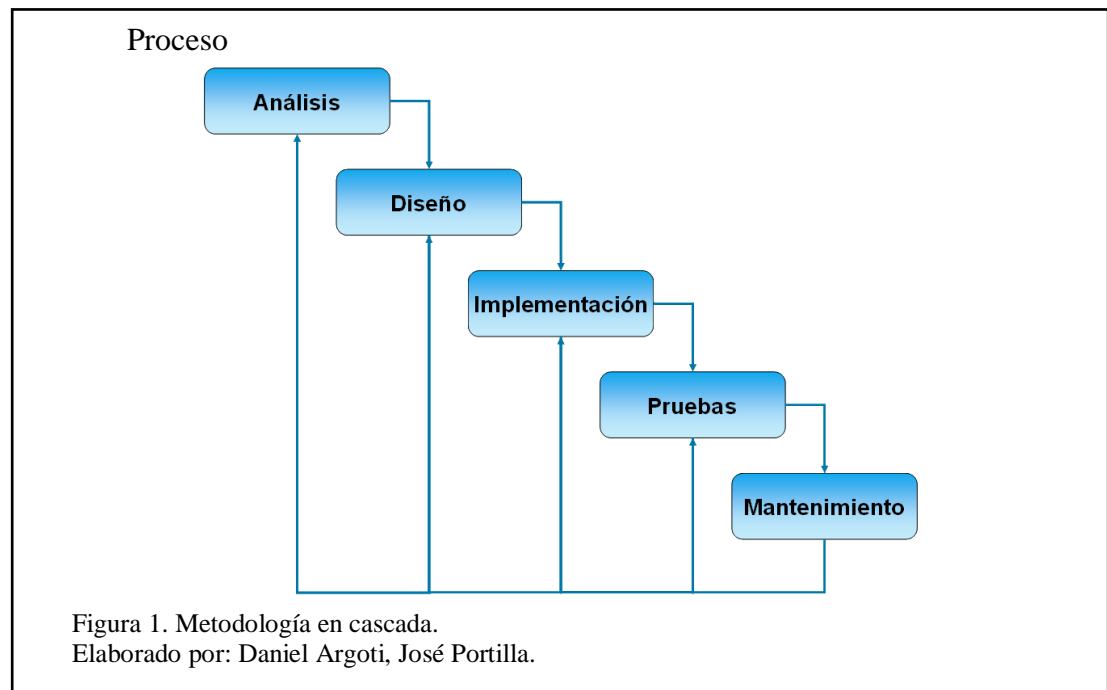 Proceso
Análisis
Diseño
Implementación
Pruebas
Mantenimiento
Figura 1. Metodología en cascada.
Elaborado por: Daniel Argoti, José Portilla.